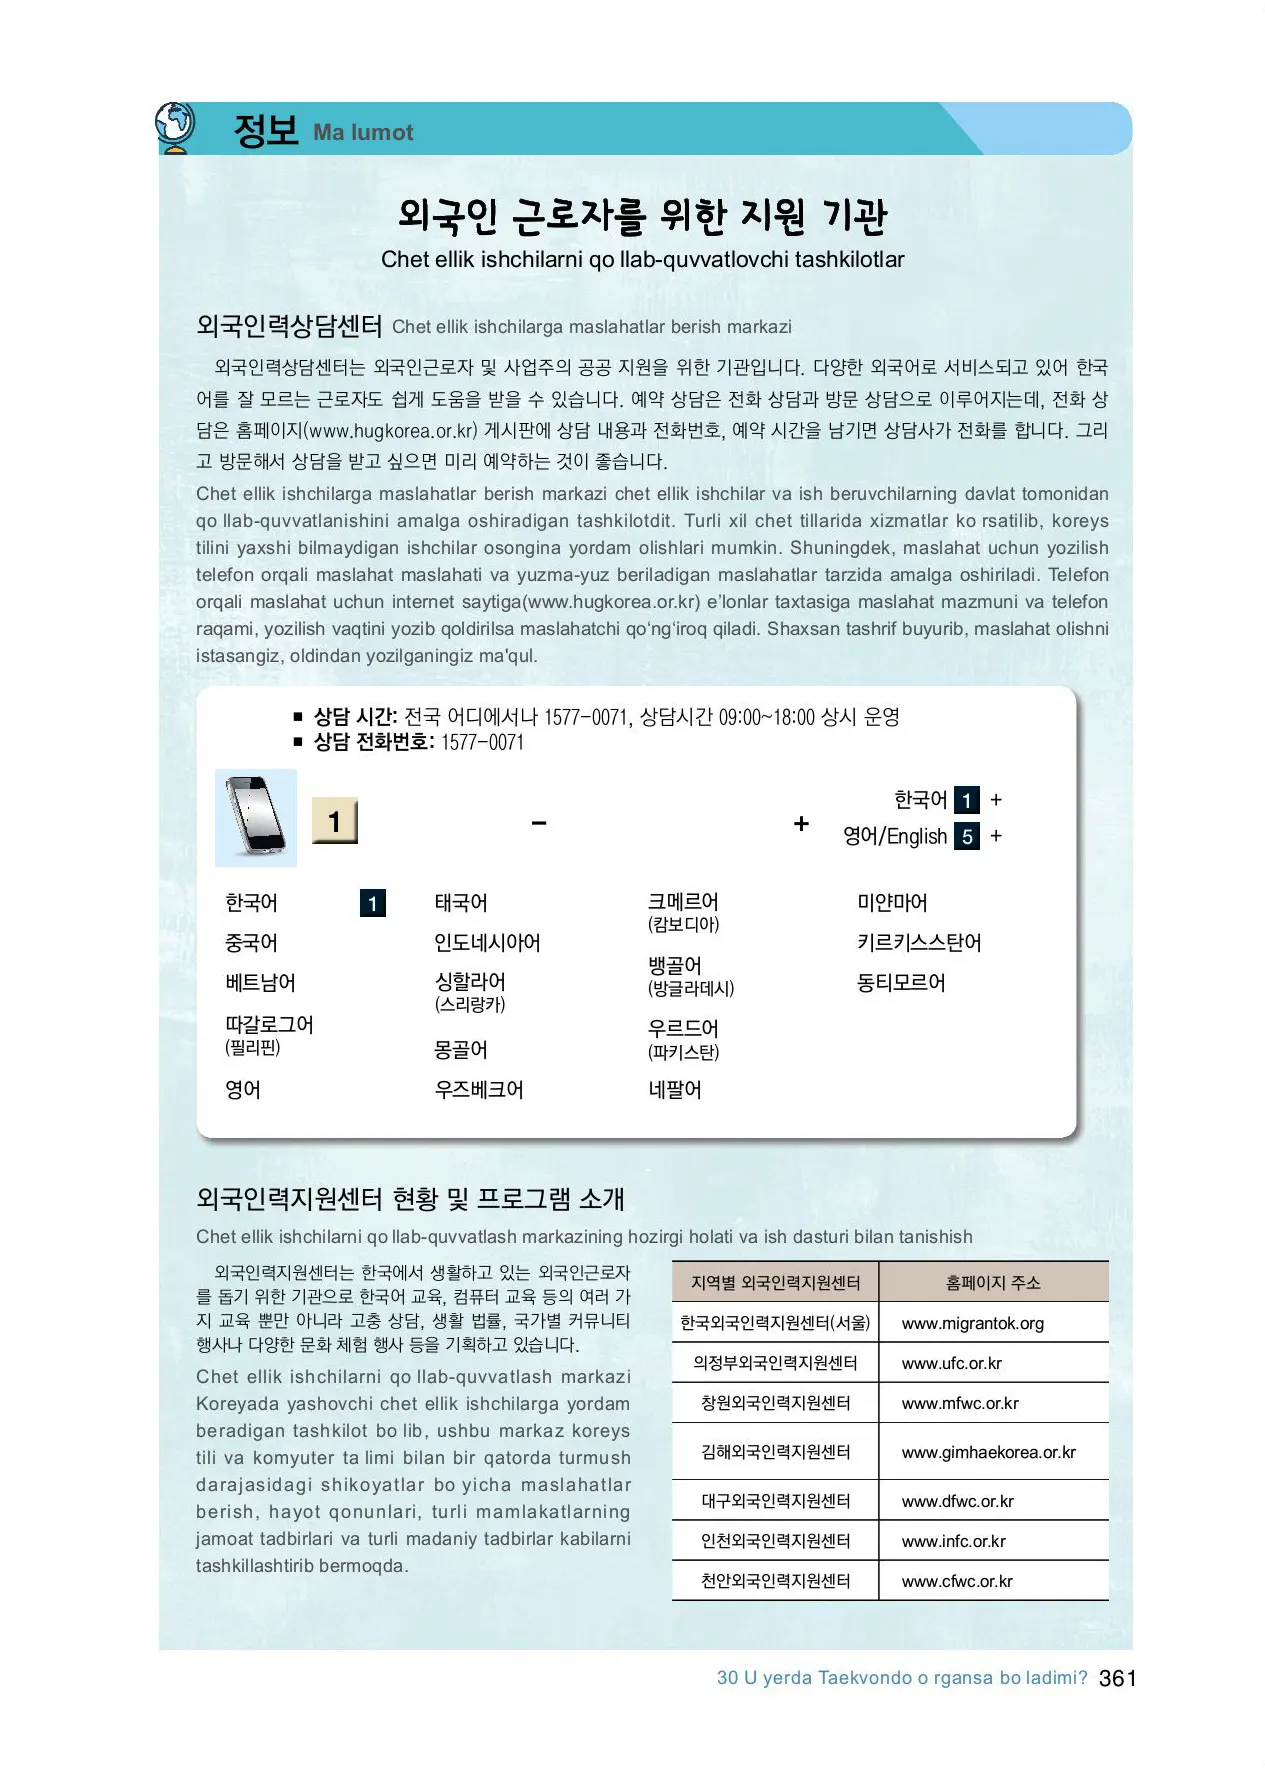 정보 Ma lumot
외국인 근로자를 위한 지원 기관
Chet ellik ishchilarni qo llab-quvvatlovchi tashkilotlar
외국인력상담센터 Chet ellik ishchilarga maslahatlar berish markazi
외국인력상담센터는 외국인근로자 및 사업주의 공공 지원을 위한 기관입니다. 다양한 외국어로 서비스되고 있어 한국
어를 잘 모르는 근로자도 쉽게 도움을 받을 수 있습니다. 예약 상담은 전화 상담과 방문 상담으로 이루어지는데, 전화 상
담은 홈페이지(www.hugkorea.or.kr) 게시판에 상담 내용과 전화번호, 예약 시간을 남기면 상담사가 전화를 합니다. 그리
고 방문해서 상담을 받고 싶으면 미리 예약하는 것이 좋습니다.
Chet ellik ishchilarga maslahatlar berish markazi chet ellik ishchilar va ish beruvchilarning davlat tomonidan
qo llab-quvvatlanishini amalga oshiradigan tashkilotdit. Turli xil chet tillarida xizmatlar ko rsatilib, koreys
tilini yaxshi bilmaydigan ishchilar osongina yordam olishlari mumkin. Shuningdek, maslahat uchun yozilish
telefon orqali maslahat maslahati va yuzma-yuz beriladigan maslahatlar tarzida amalga oshiriladi. Telefon
orqali maslahat uchun internet saytiga(www.hugkorea.or.kr) e’lonlar taxtasiga maslahat mazmuni va telefon
raqami, yozilish vaqtini yozib qoldirilsa maslahatchi qo‘ng‘iroq qiladi. Shaxsan tashrif buyurib, maslahat olishni
istasangiz, oldindan yozilganingiz ma'qul.
▪ 상담 시간: 전국 어디에서나 1577-0071, 상담시간 09:00~18:00 상시 운영
▪ 상담 전화번호: 1577-0071
한국어 1 +
1 - +
영어/English 5 +
한국어 1 태국어 크메르어 미얀마어
(캄보디아)
중국어 인도네시아어 키르키스스탄어
뱅골어
베트남어 싱할라어 (방글라데시) 동티모르어
(스리랑카)
따갈로그어 우르드어
(필리핀) 몽골어 (파키스탄)
영어 우즈베크어 네팔어
외국인력지원센터 현황 및 프로그램 소개
Chet ellik ishchilarni qo llab-quvvatlash markazining hozirgi holati va ish dasturi bilan tanishish
외국인력지원센터는 한국에서 생활하고 있는 외국인근로자
를 돕기 위한 기관으로 한국어 교육, 컴퓨터 교육 등의 여러 가
지 교육 뿐만 아니라 고충 상담, 생활 법률, 국가별 커뮤니티
행사나 다양한 문화 체험 행사 등을 기획하고 있습니다.
Chet ellik ishchilarni qo llab-quvvatlash markazi
Koreyada yashovchi chet ellik ishchilarga yordam
beradigan tashkilot bo lib, ushbu markaz koreys
tili va komyuter ta limi bilan bir qatorda turmush
darajasidagi shikoyatlar bo yicha maslahatlar
berish, hayot qonunlari, turli mamlakatlarning
jamoat tadbirlari va turli madaniy tadbirlar kabilarni
tashkillashtirib bermoqda.
지역별 외국인력지원센터 홈페이지 주소
한국외국인력지원센터(서울) www.migrantok.org
의정부외국인력지원센터 www.ufc.or.kr
창원외국인력지원센터 www.mfwc.or.kr
김해외국인력지원센터 www.gimhaekorea.or.kr
대구외국인력지원센터 www.dfwc.or.kr
인천외국인력지원센터 www.infc.or.kr
천안외국인력지원센터 www.cfwc.or.kr
30 U yerda Taekvondo o rgansa bo ladimi? 361